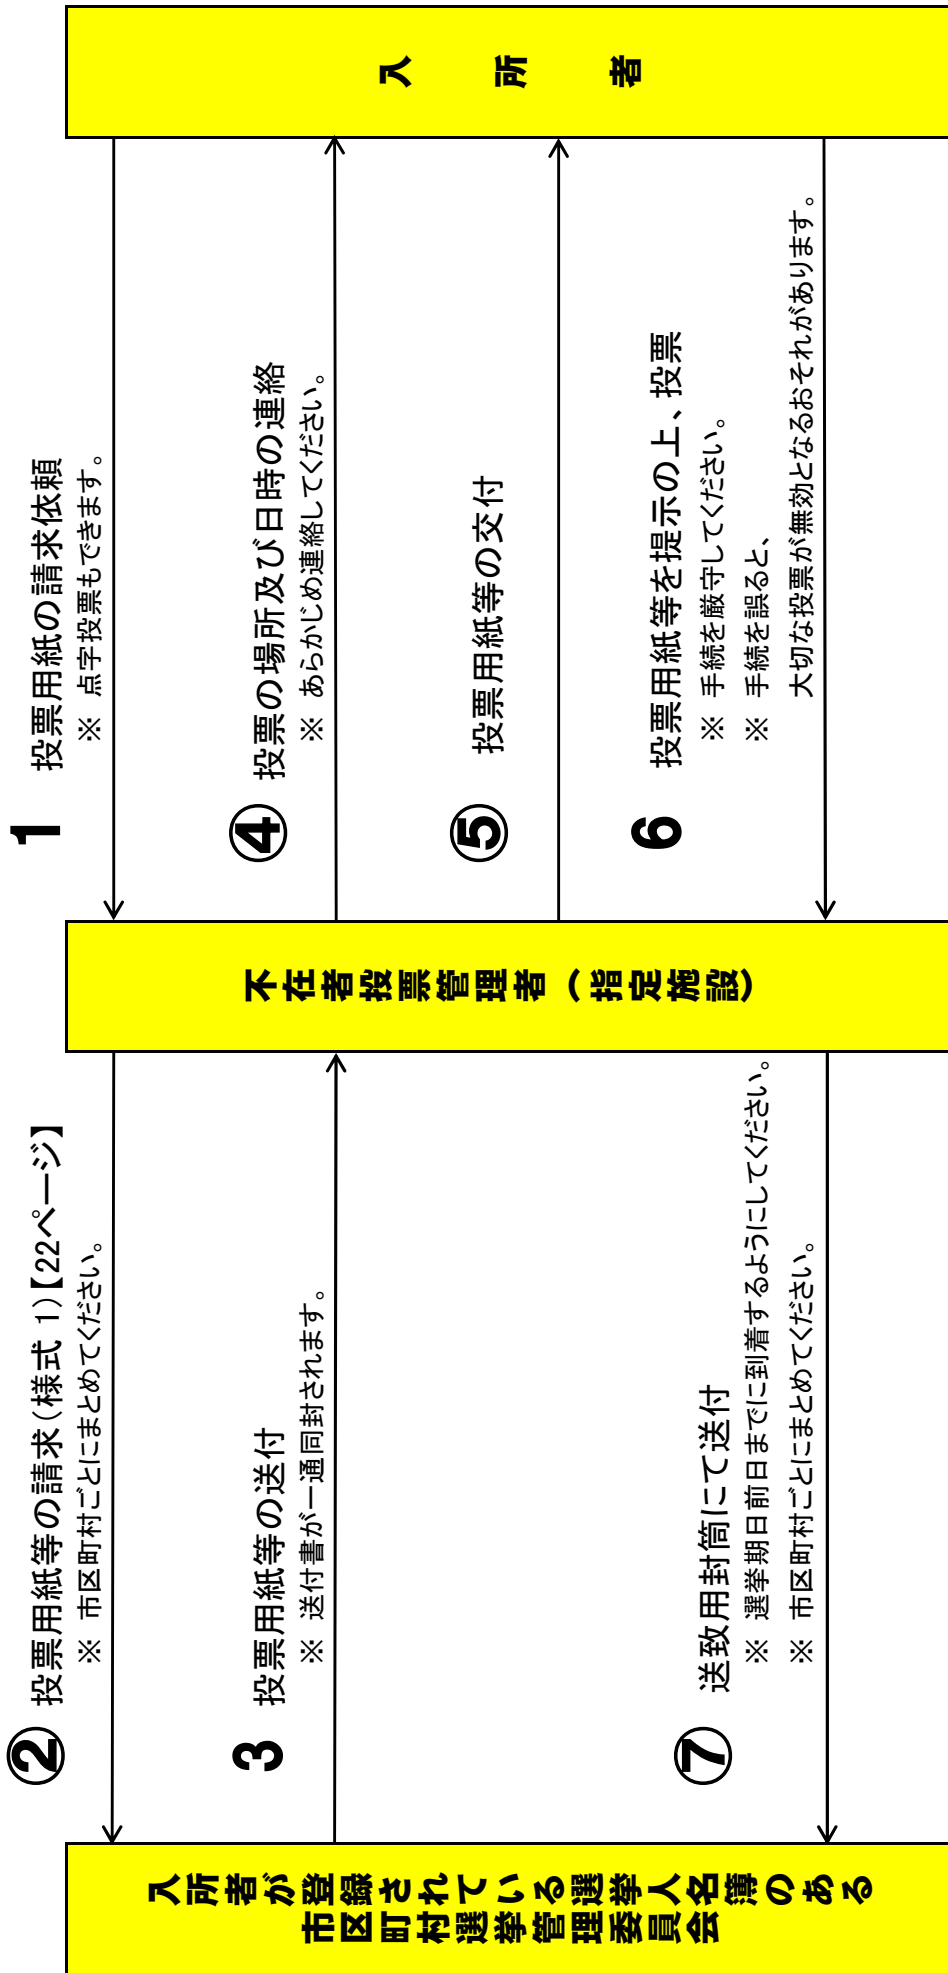 入所者が登録されている選挙人名簿のある
市区町村選挙管理委員会
不在者投票管理者（指定施設）
入所者
1 投票用紙の請求依頼
※ 点字投票もできます。
② 投票用紙等の請求（様式 1）【22ページ】
※ 市区町村ごとにまとめてください。
3 投票用紙等の送付
※ 送付書が一通同封されます。
④ 投票の場所及び日時の連絡
※ あらかじめ連絡してください。
⑤ 投票用紙等の交付
6 投票用紙等を提示の上、投票
※ 手続を厳守してください。
※ 手続を誤ると、
大切な投票が無効となるおそれがあります。
⑦ 送致用封筒にて送付
※ 選挙期日前日までに到着するようにしてください。
※ 市区町村ごとにまとめてください。